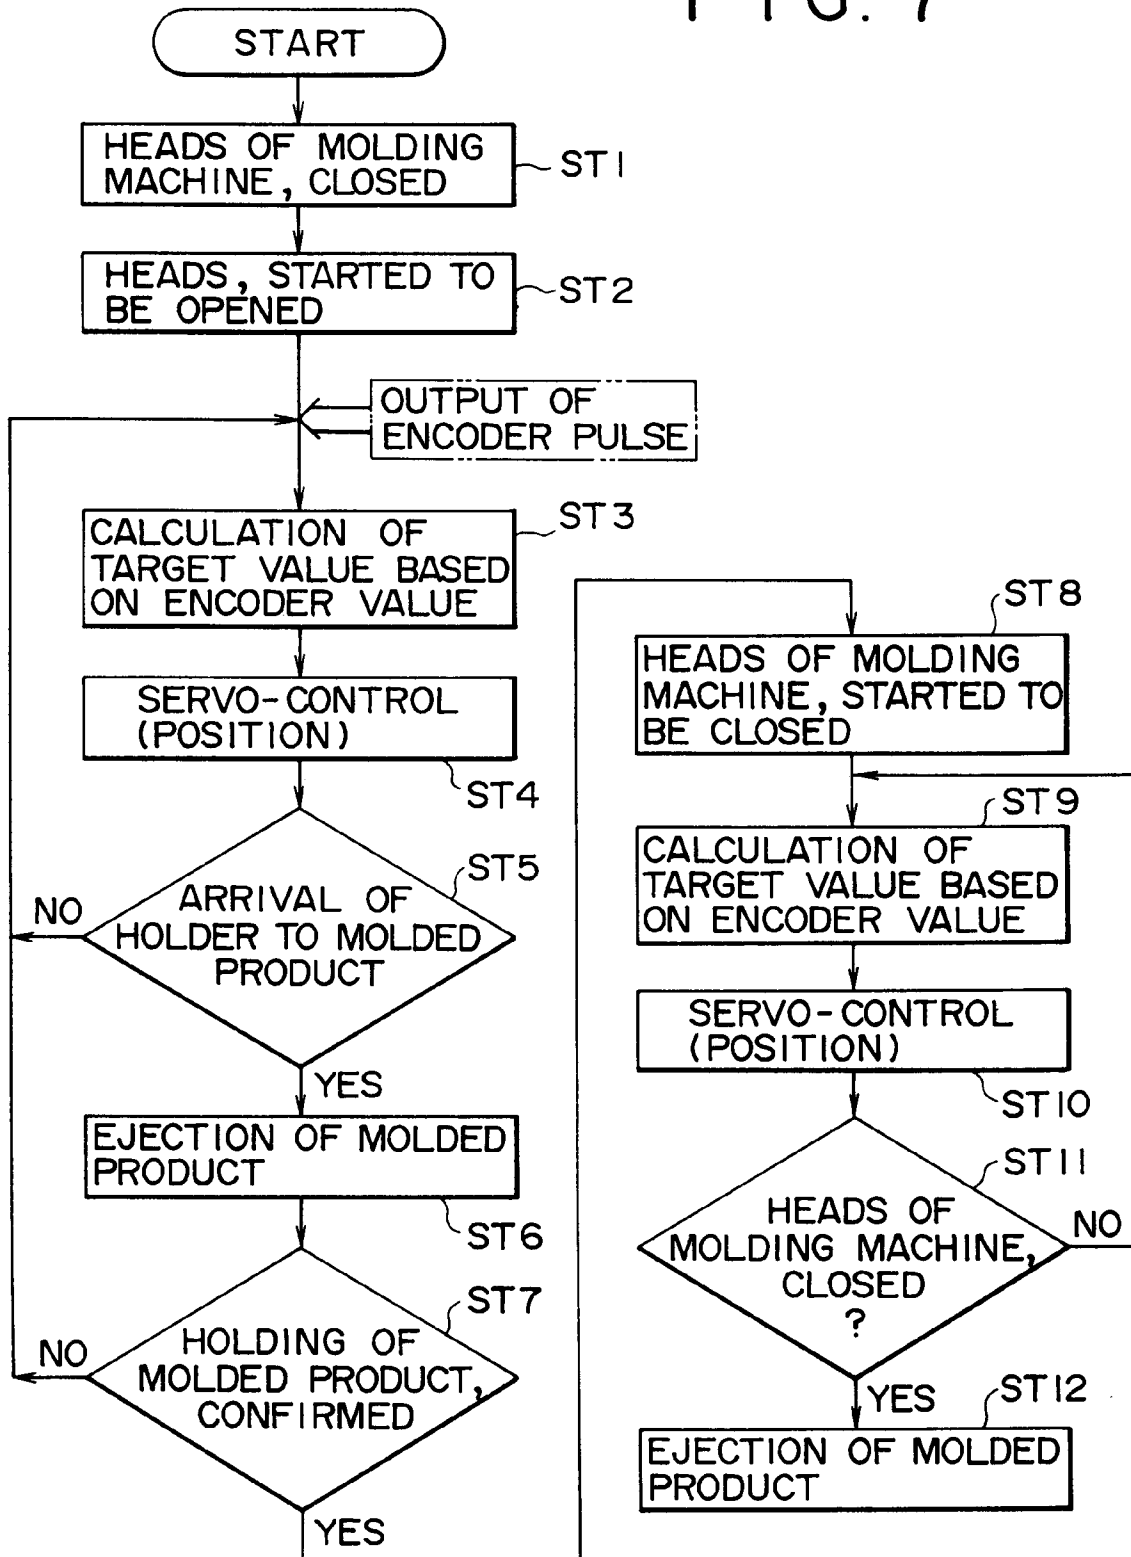 FIG. 7
START
HEADS OF MOLDING
MACHINE, CLOSED
ST1
HEADS, STARTED TO
BE OPENED
ST2
OUTPUT OF
ENCODER PULSE
CALCULATION OF
TARGET VALUE BASED
ON ENCODER VALUE
ST3
SERVO-CONTROL
(POSITION)
ST4
ARRIVAL OF
HOLDER TO MOLDED
PRODUCT
ST5
NO
YES
EJECTION OF MOLDED
PRODUCT
ST6
HOLDING OF
MOLDED PRODUCT,
CONFIRMED
ST7
NO
YES
HEADS OF MOLDING
MACHINE, STARTED TO
BE CLOSED
ST8
CALCULATION OF
TARGET VALUE BASED
ON ENCODER VALUE
ST9
SERVO-CONTROL
(POSITION)
ST10
HEADS OF
MOLDING MACHINE,
CLOSED
?
ST11
NO
YES
EJECTION OF MOLDED
PRODUCT
ST12